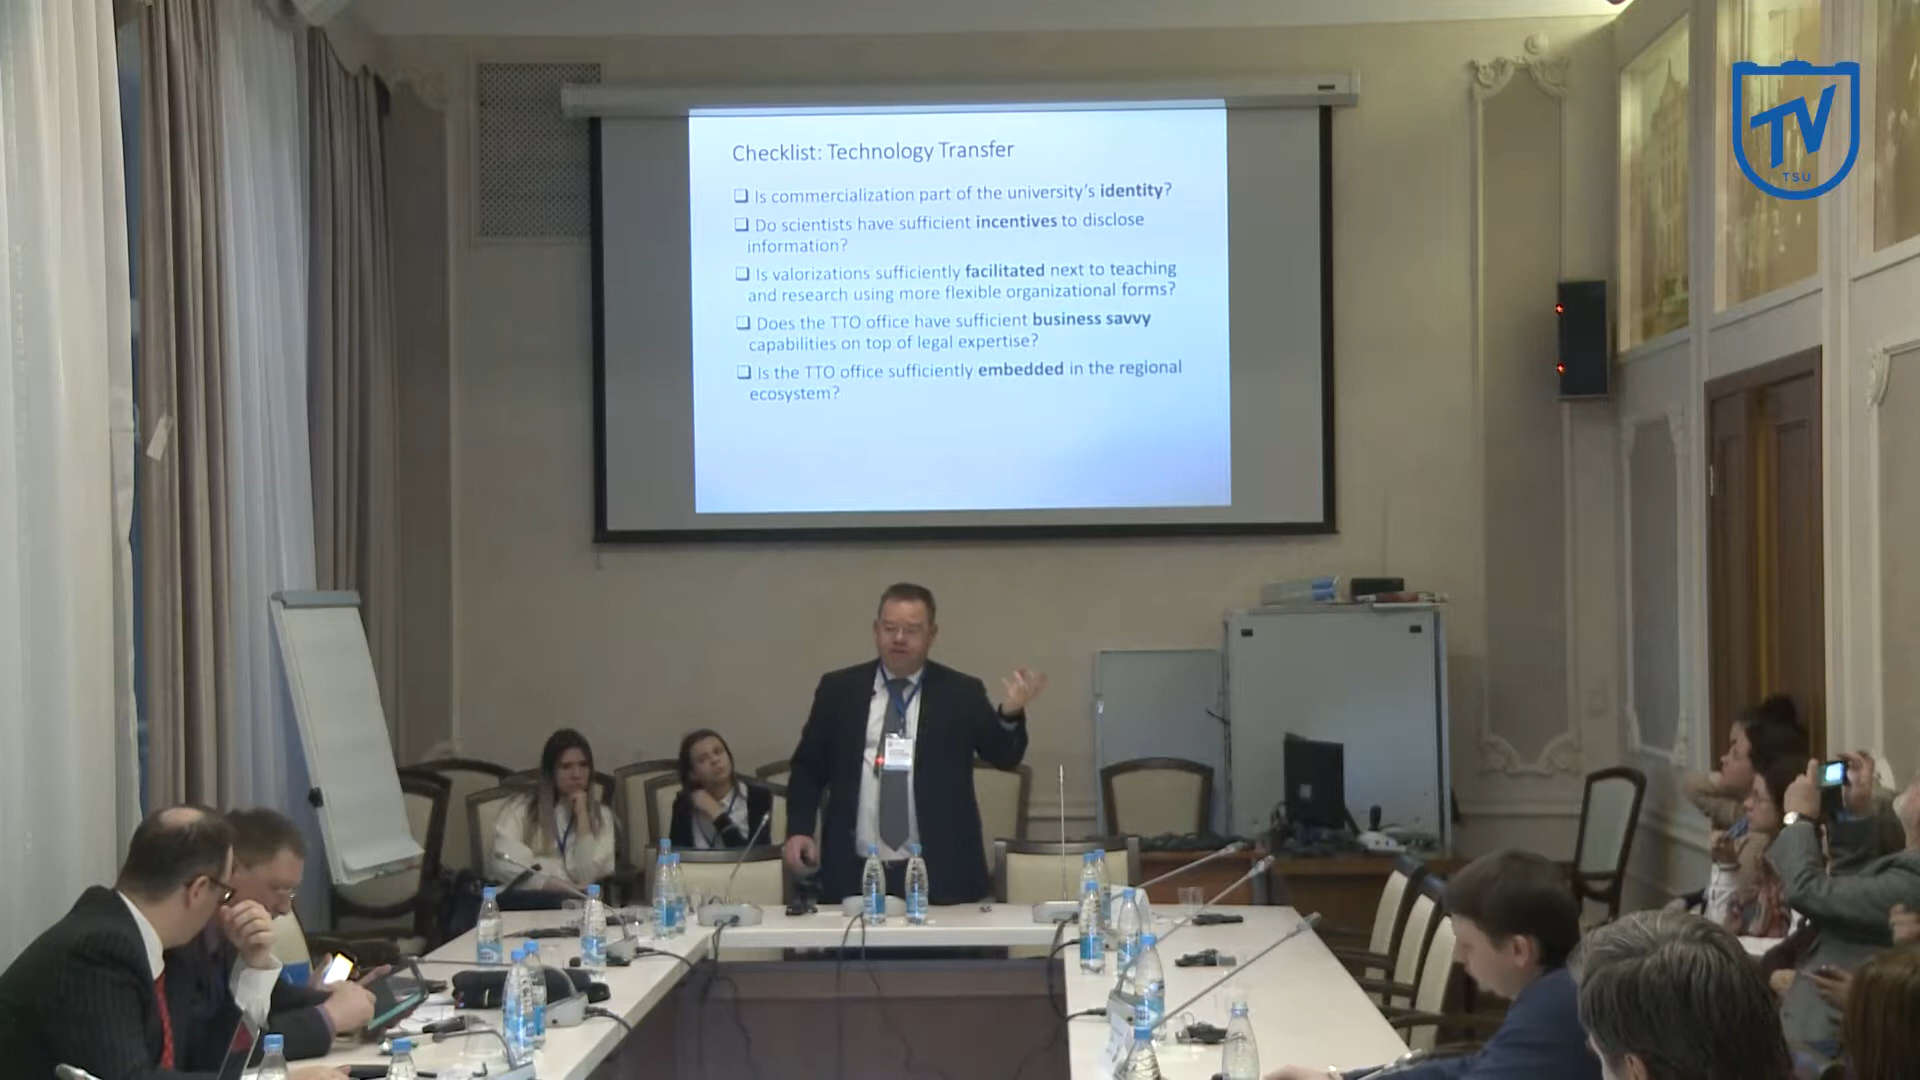 Checklist: Technology Transfer
❑ Is commercialization part of the university's identity?
❑ Do scientists have sufficient incentives to disclose
information?
❑ Is valorizations sufficiently facilitated next to teaching
and research using more flexible organizational forms?
❑ Does the TTO office have sufficient business savvy
capabilities on top of legal expertise?
❑ Is the TTO office sufficiently embedded in the regional
ecosystem?
TV
TSU